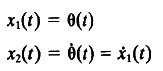 x₁(t) = θ(t)
x₂(t) = θ̇(t) = ẋ₁(t)